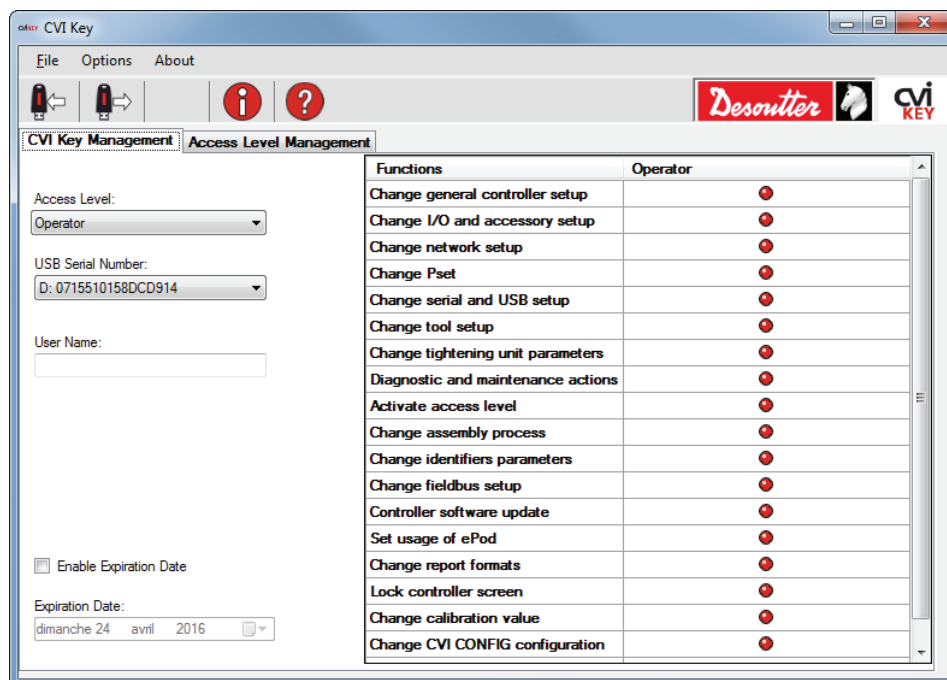 CVI KEY CVI Key
File Options About
Desoutter
CVI KEY
CVI Key Management Access Level Management
Access Level:
Operator
USB Serial Number:
D: 0715510158DCD914
User Name:
Enable Expiration Date
Expiration Date:
dimanche 24 avril 2016
Functions Operator
Change general controller setup
Change I/O and accessory setup
Change network setup
Change Pset
Change serial and USB setup
Change tool setup
Change tightening unit parameters
Diagnostic and maintenance actions
Activate access level
Change assembly process
Change identifiers parameters
Change fieldbus setup
Controller software update
Set usage of ePod
Change report formats
Lock controller screen
Change calibration value
Change CVI CONFIG configuration